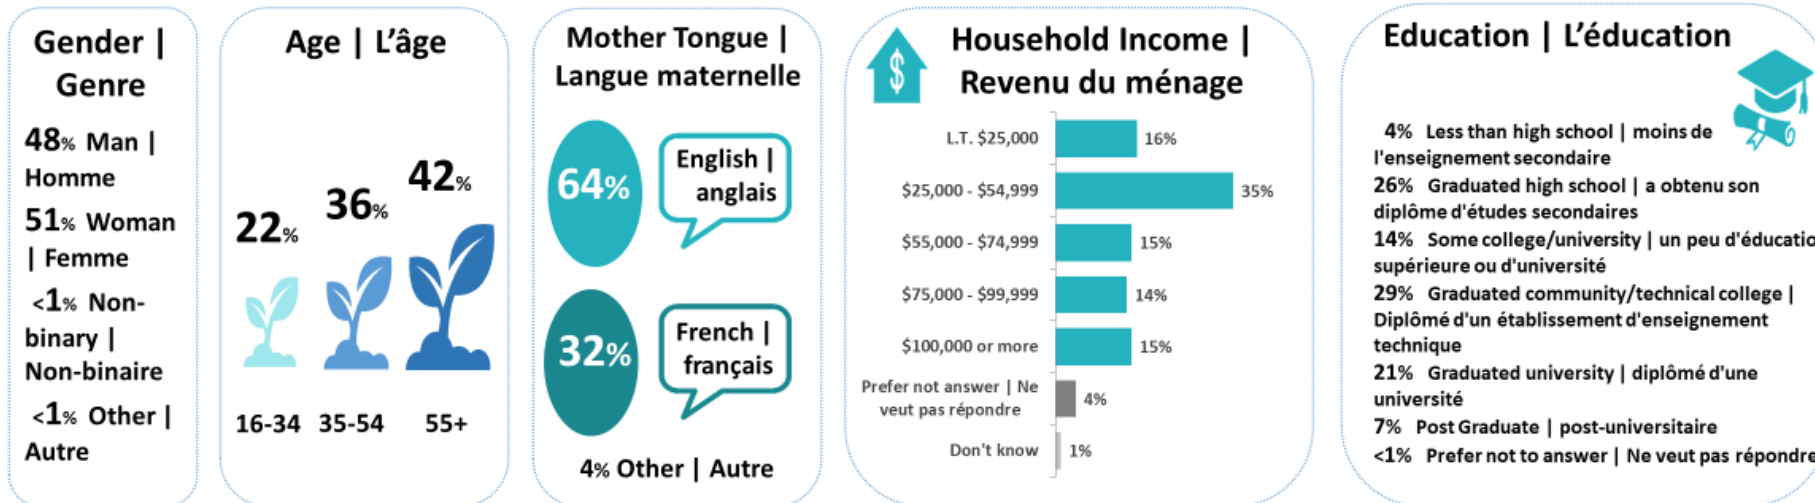 Gender |
Genre
48% Man |
Homme
51% Woman
| Femme
<1% Non-
binary |
Non-binaire
<1% Other |
Autre
Age | L'âge
22%
36%
42%
16-34 35-54 55+
Mother Tongue |
Langue maternelle
64%
English |
anglais
32%
French |
français
4% Other | Autre
$
Household Income |
Revenu du ménage
L.T. $25,000 16%
$25,000 - $54,999 35%
$55,000 - $74,999 15%
$75,000 - $99,999 14%
$100,000 or more 15%
Prefer not answer | Ne
veut pas répondre 4%
Don't know 1%
Education | L'éducation
4% Less than high school | moins de
l'enseignement secondaire
26% Graduated high school | a obtenu son
diplôme d'études secondaires
14% Some college/university | un peu d'éducatio
supérieure ou d'université
29% Graduated community/technical college |
Diplômé d'un établissement d'enseignement
technique
21% Graduated university | diplômé d'une
université
7% Post Graduate | post-universitaire
<1% Prefer not to answer | Ne veut pas répondre